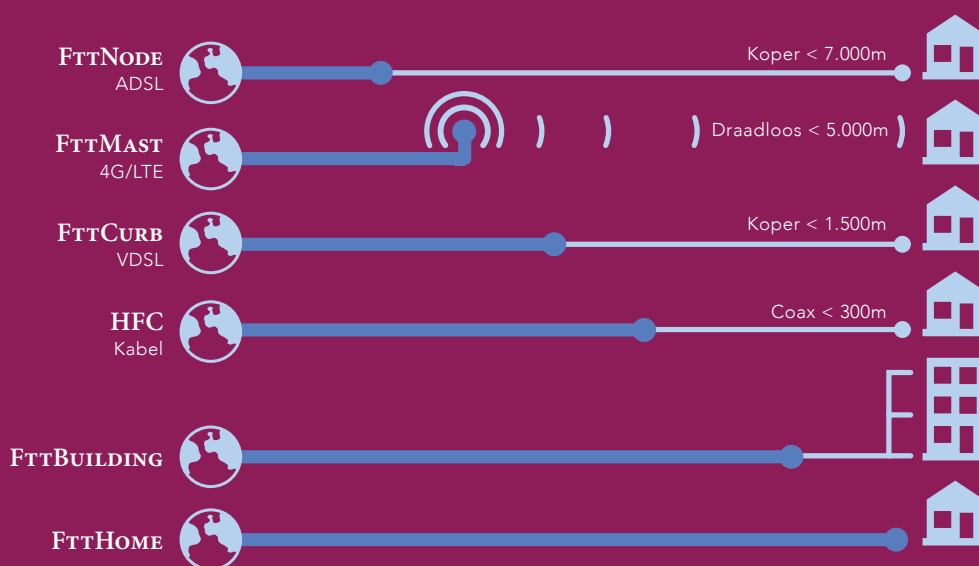 FttNode
ADSL
Koper < 7.000m
FttMast
4G/LTE
Draadloos < 5.000m
FttCurb
VDSL
Koper < 1.500m
HFC
Kabel
Coax < 300m
FttBuilding
FttHome